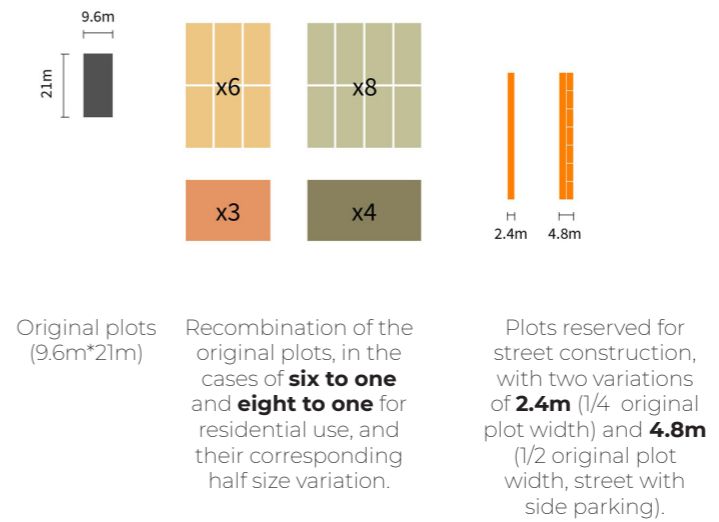 9.6m
21m
x6
x8
x3
x4
2.4m
4.8m
Original plots
(9.6m*21m)
Recombination of the
original plots, in the
cases of six to one
and eight to one for
residential use, and
their corresponding
half size variation.
Plots reserved for
street construction,
with two variations
of 2.4m (1/4 original
plot width) and 4.8m
(1/2 original plot
width, street with
side parking).